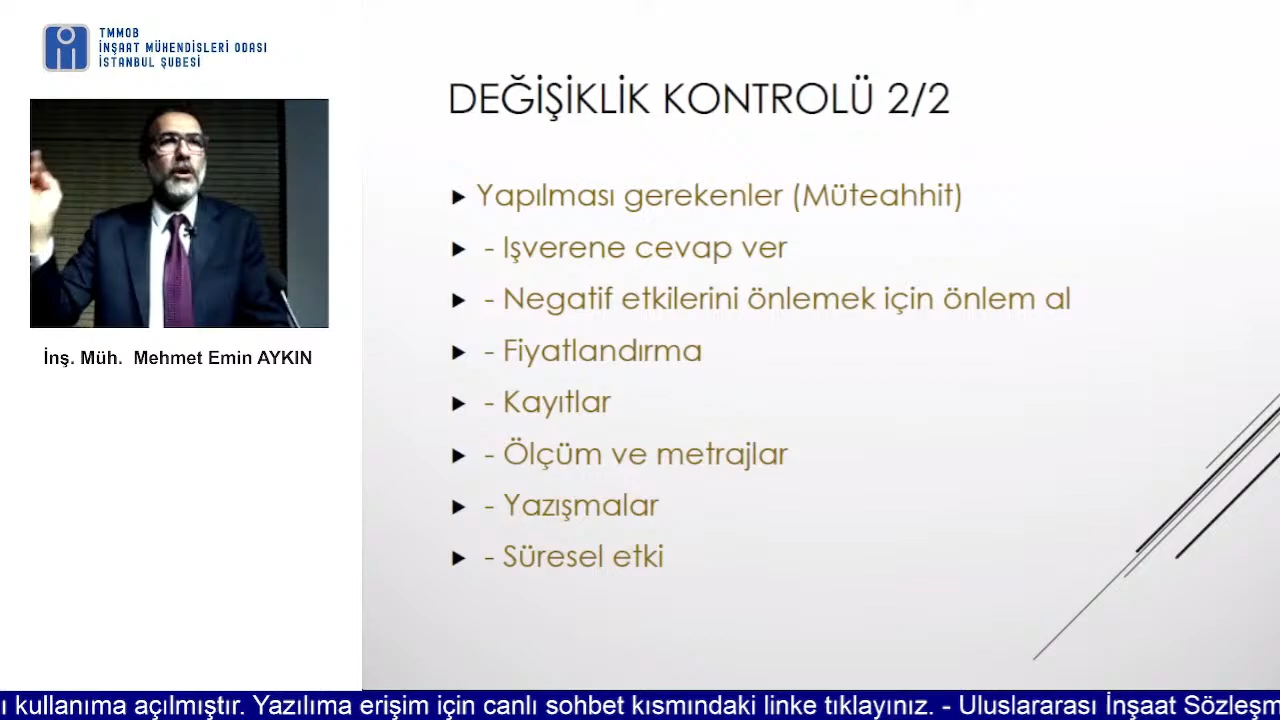 TMMOB
İNŞAAT MÜHENDİSLERİ ODASI
İSTANBUL ŞUBESİ
İnş. Müh. Mehmet Emin AYKIN
DEĞİŞİKLİK KONTROLÜ 2/2
Yapılması gerekenler (Müteahhit)
- Işverene cevap ver
- Negatif etkilerini önlemek için önlem al
- Fiyatlandırma
- Kayıtlar
- Ölçüm ve metrajlar
- Yazışmalar
- Süresel etki
ı kullanıma açılmıştır. Yazılıma erişim için canlı sohbet kısmındaki linke tıklayınız. - Uluslararası İnşaat Sözleşm